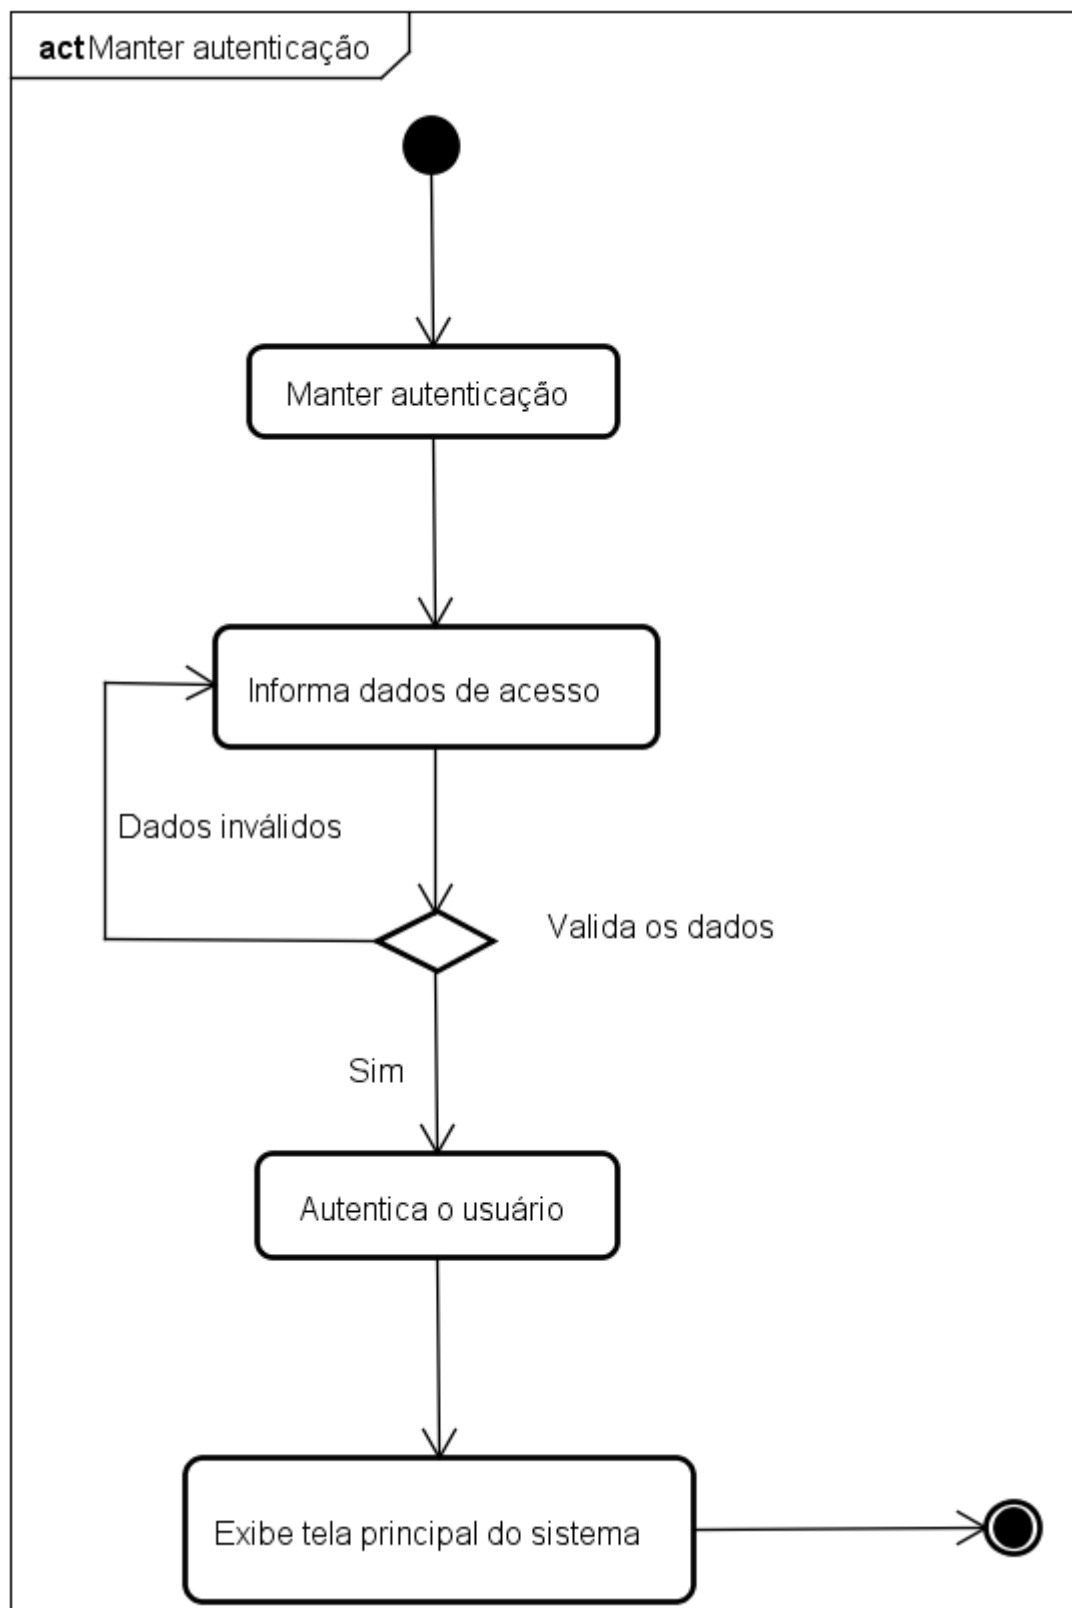 act Manter autenticação
Manter autenticação
Informa dados de acesso
Dados inválidos
Valida os dados
Sim
Autentica o usuário
Exibe tela principal do sistema